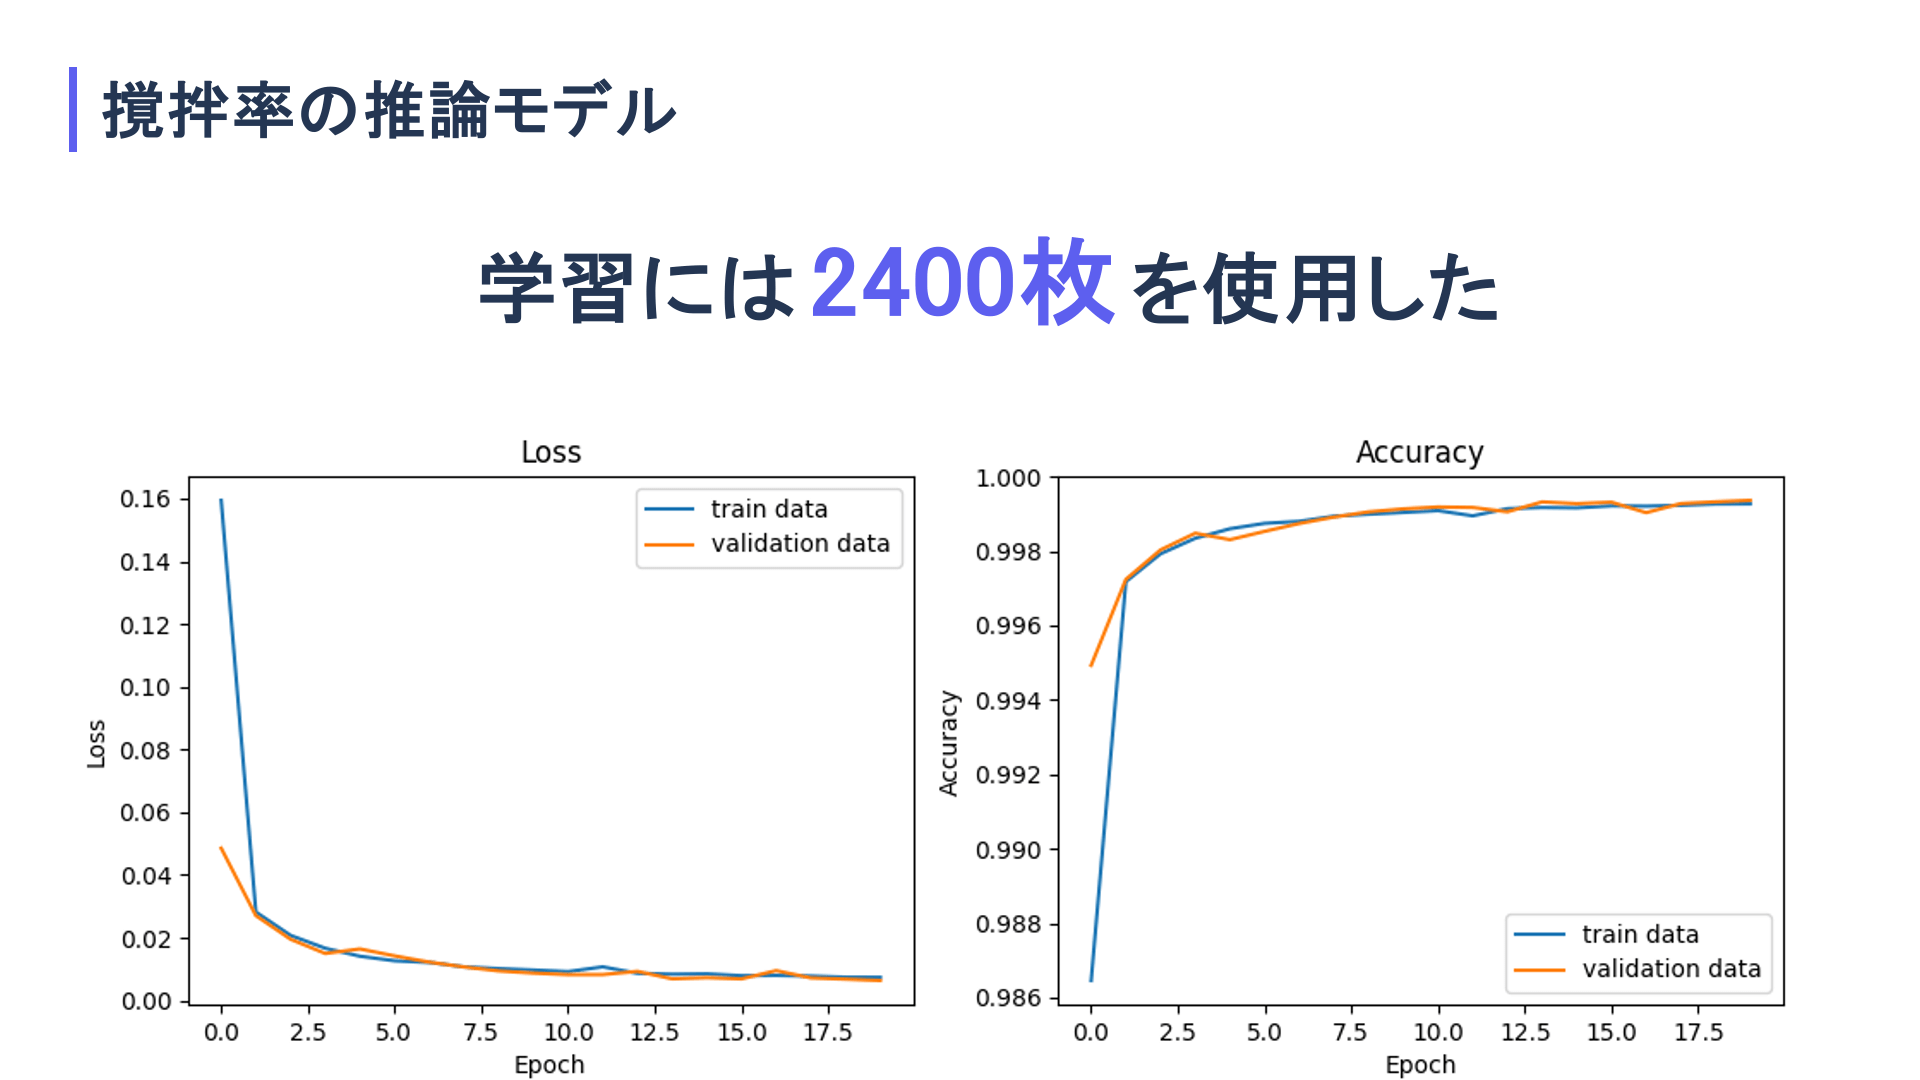 撹拌率の推論モデル
学習には2400枚を使用した
Loss
0.16
0.14
0.12
0.10
0.08
0.06
0.04
0.02
0.00
Loss
train data
validation data
0.0 2.5 5.0 7.5 10.0 12.5 15.0 17.5
Epoch
Accuracy
1.000
0.998
0.996
0.994
0.992
0.990
0.988
0.986
Accuracy
train data
validation data
0.0 2.5 5.0 7.5 10.0 12.5 15.0 17.5
Epoch